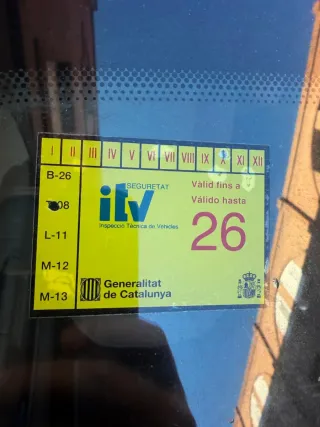 I II III IV V VI VII VIII IX X XI XII
B-26
SEGURETAT
Vàlid fins a
Válido hasta
-08
itv
26
L-11
Inspecció Tècnica de Vehicles
M-12
M-13
Generalitat
de Catalunya